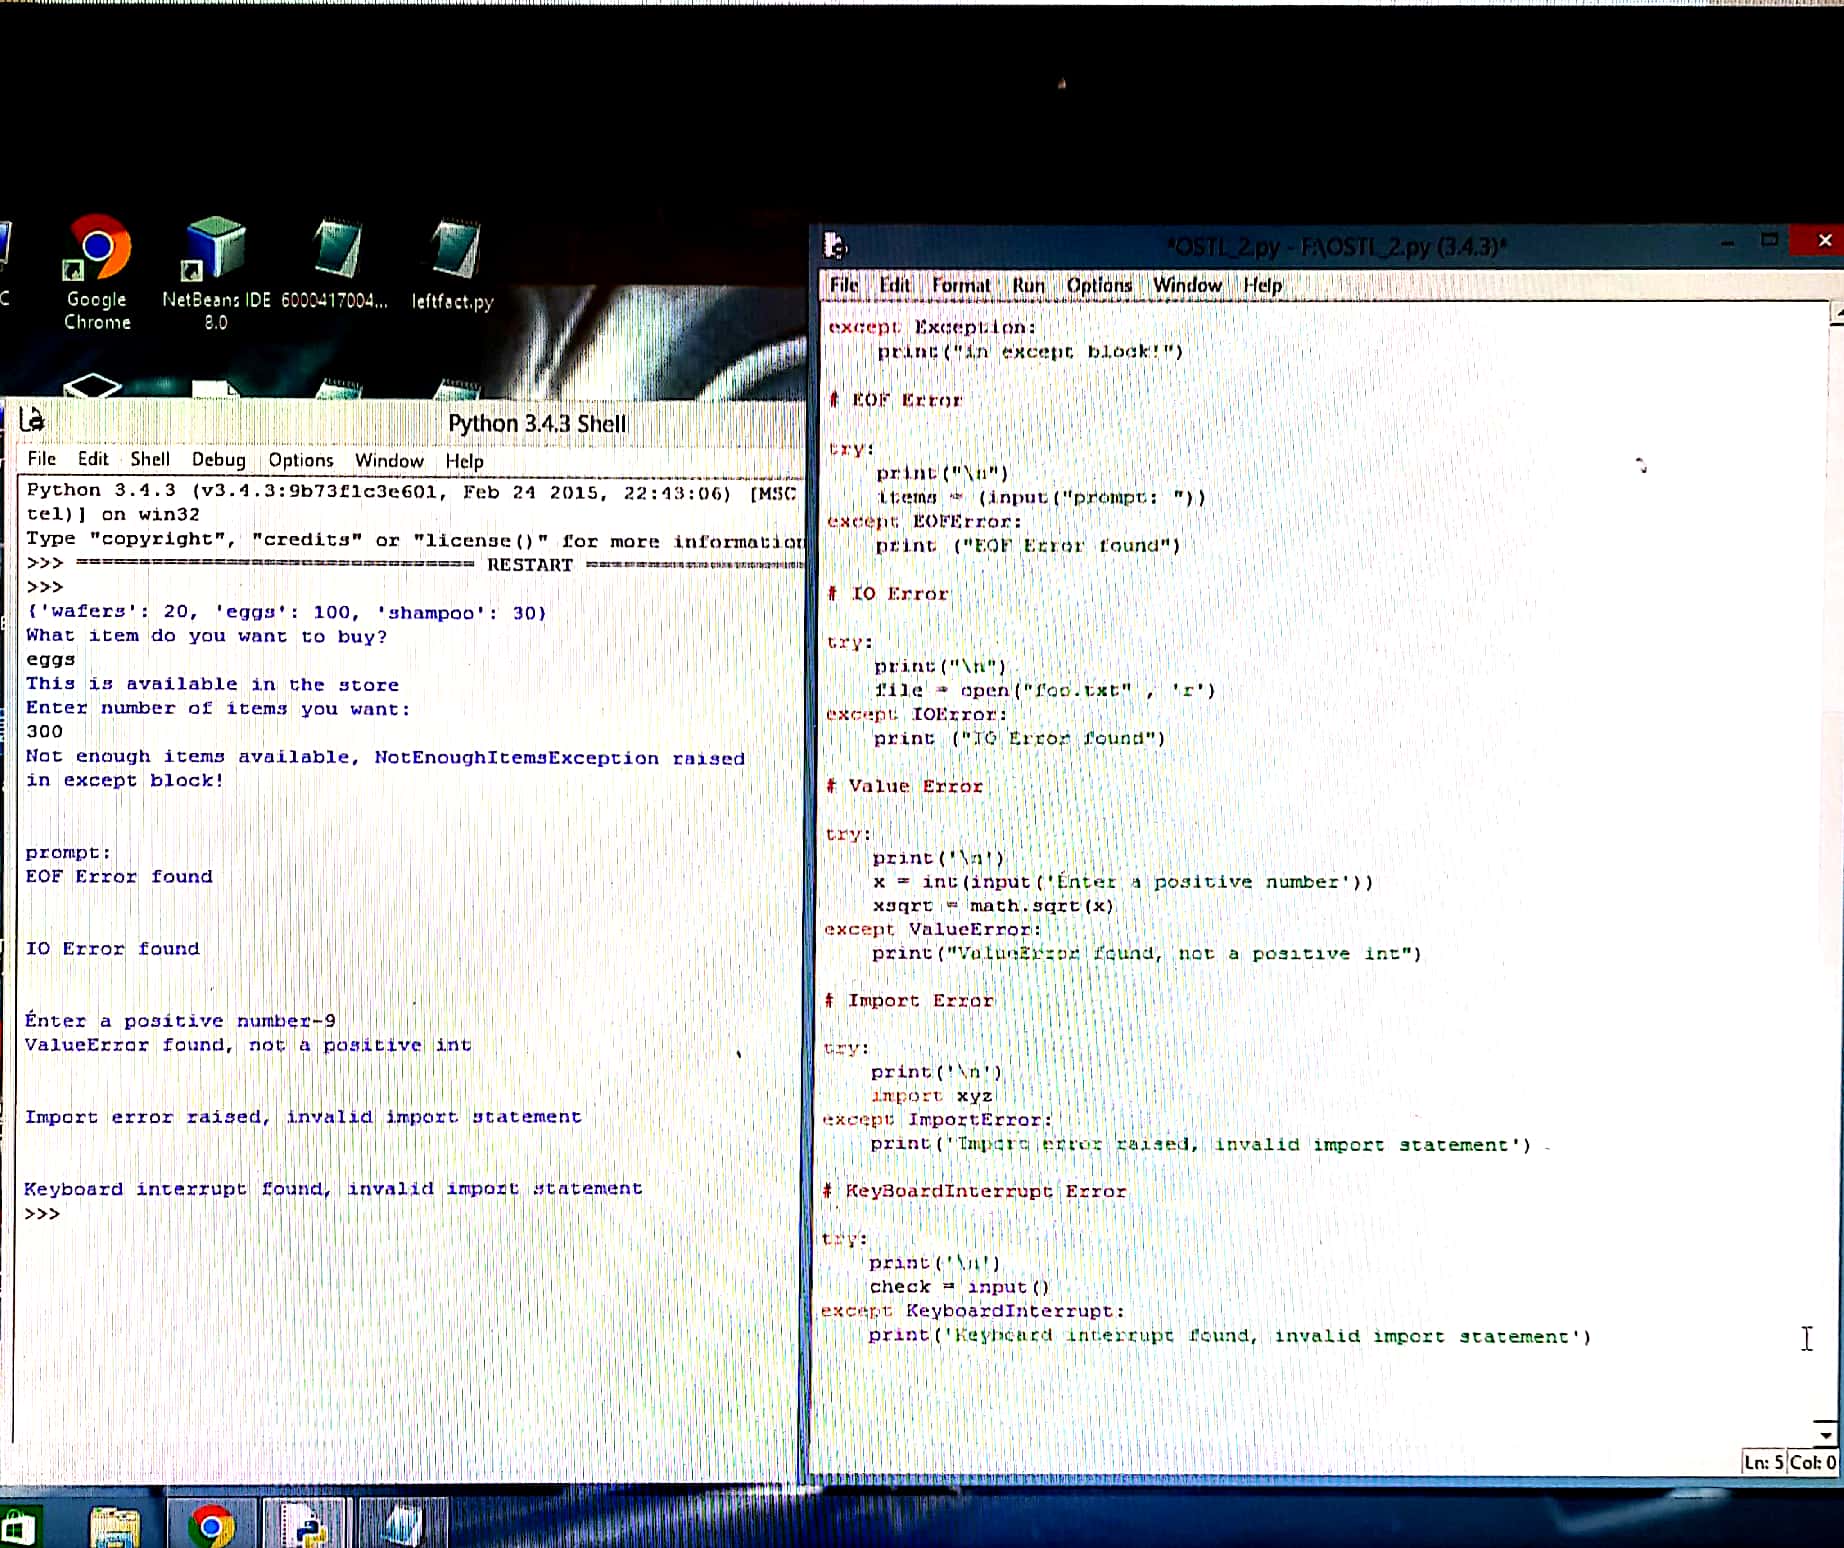 C
Google
Chrome
NetBeans IDE
8.0
6000417004...
leftfact.py
Python 3.4.3 Shell
File Edit Shell Debug Options Window Help
Python 3.4.3 (v3.4.3:9b73f1c3e601, Feb 24 2015, 22:43:06) [MSC
tel)] on win32
Type "copyright", "credits" or "license()" for more information
>>> ================================ RESTART ==================
>>>
{'wafers': 20, 'eggs': 100, 'shampoo': 30}
What item do you want to buy?
eggs
This is available in the store
Enter number of items you want:
300
Not enough items available, NotEnoughItemsException raised
in except block!
prompt:
EOF Error found
IO Error found
Enter a positive number-9
ValueError found, not a positive int
Import error raised, invalid import statement
Keyboard interrupt found, invalid import statement
>>>
*OSTL_2.py - F:\OSTL_2.py (3.4.3)*
File Edit Format Run Options Window Help
except Exception:
    print("in except block!")
# EOF Error
try:
    print("\n")
    items = (input("prompt: "))
except EOFError:
    print ("EOF Error found")
# IO Error
try:
    print("\n")
    file = open("foo.txt" , 'r')
except IOError:
    print ("IO Error found")
# Value Error
try:
    print('\n')
    x = int(input('Enter a positive number'))
    xsqrt = math.sqrt(x)
except ValueError:
    print("ValueError found, not a positive int")
# Import Error
try:
    print('\n')
    import xyz
except ImportError:
    print('Import error raised, invalid import statement')
# KeyBoardInterrupt Error
try:
    print('\n')
    check = input()
except KeyboardInterrupt:
    print('Keyboard interrupt found, invalid import statement')
Ln: 5 Col: 0